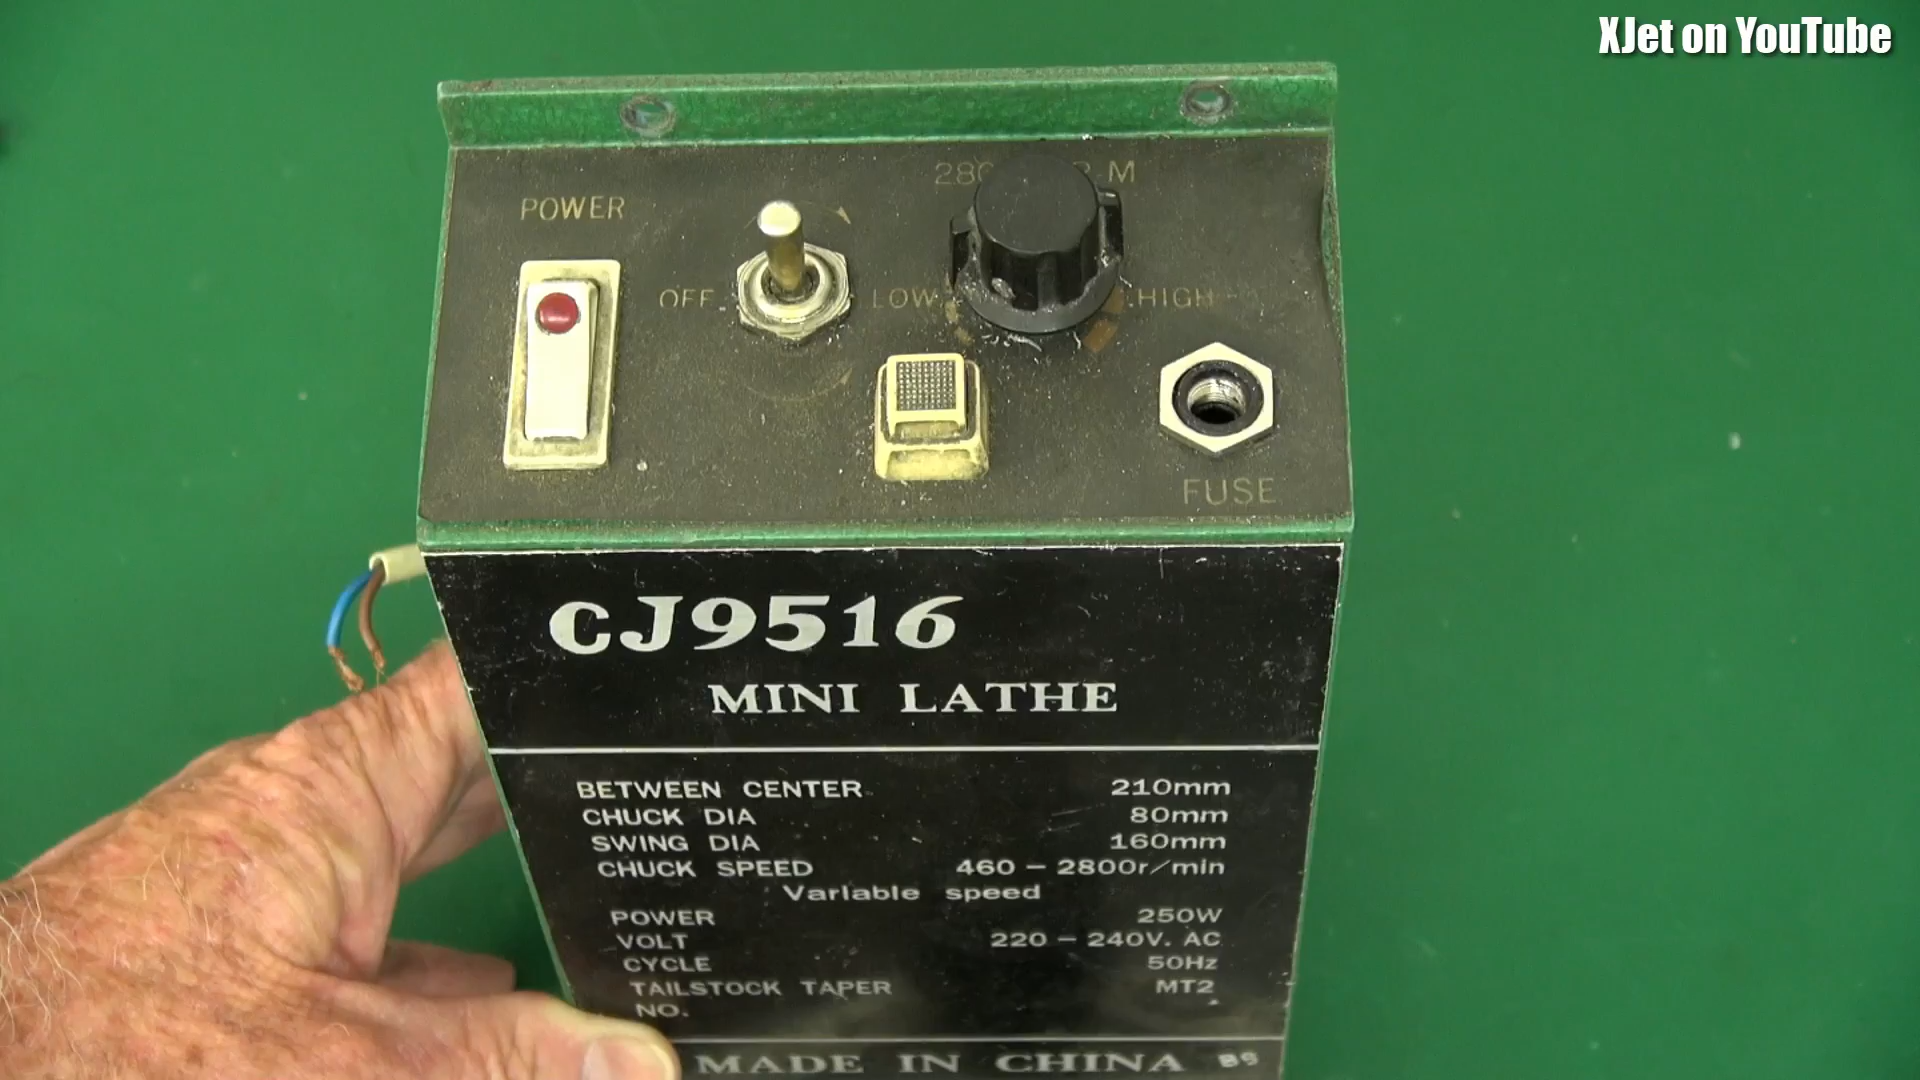 XJet on YouTube
POWER
OFF
LOW
HIGH
FUSE
CJ9516
MINI LATHE
BETWEEN CENTER 210mm
CHUCK DIA 80mm
SWING DIA 160mm
CHUCK SPEED 460 – 2800r/min
Varlable speed
POWER 250W
VOLT 220 – 240V. AC
CYCLE 50Hz
TAILSTOCK TAPER MT2
NO.
MADE IN CHINA